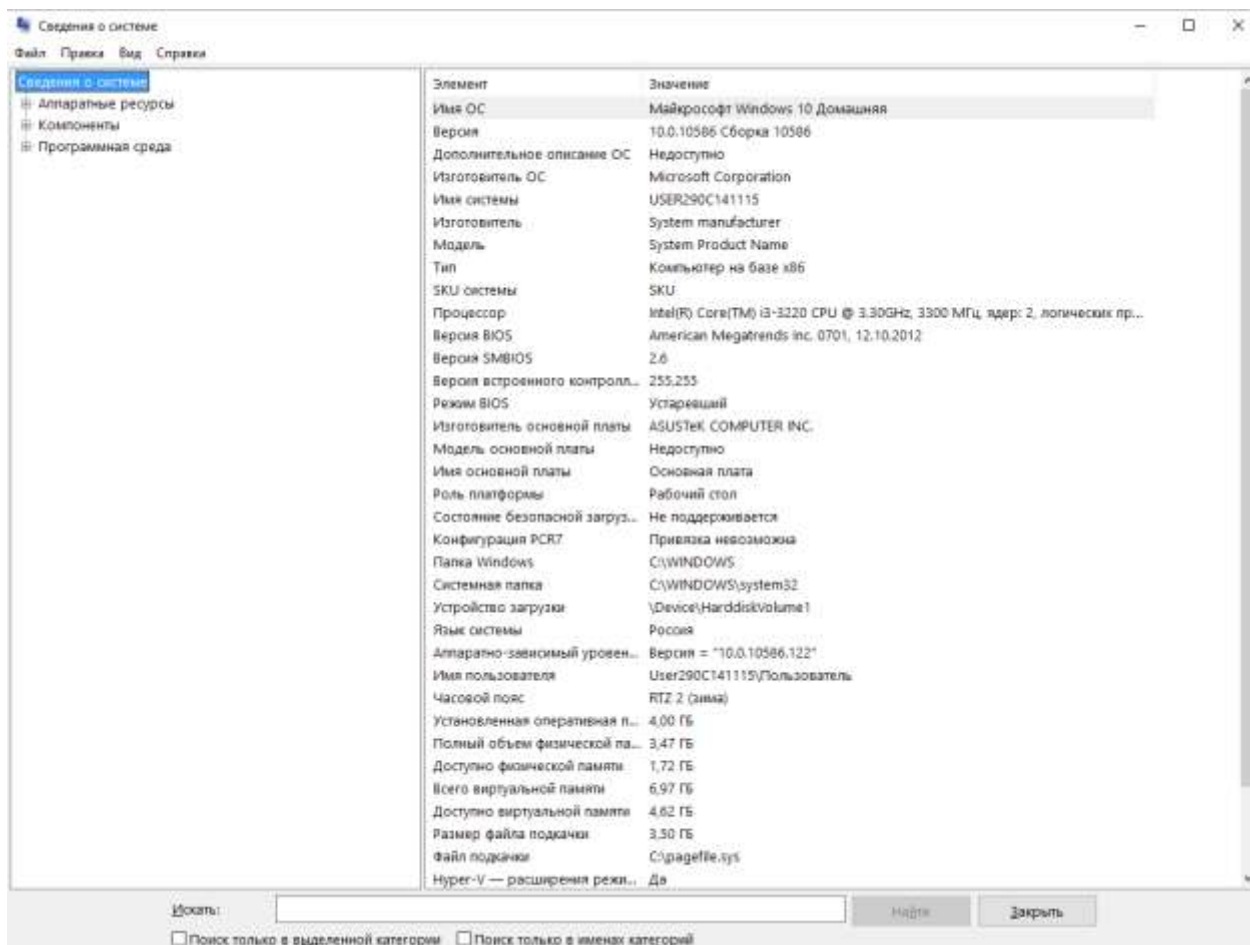 Сведения о системе
Файл Правка Вид Справка
Сведения о системе
Аппаратные ресурсы
Компоненты
Программная среда
Элемент Значение
Имя ОС Майкрософт Windows 10 Домашняя
Версия 10.0.10586 Сборка 10586
Дополнительное описание ОС Недоступно
Изготовитель ОС Microsoft Corporation
Имя системы USER290C141115
Изготовитель System manufacturer
Модель System Product Name
Тип Компьютер на базе x86
SKU системы SKU
Процессор Intel(R) Core(TM) i3-3220 CPU @ 3.30GHz, 3300 МГц, ядер: 2, логических пр...
Версия BIOS American Megatrends Inc. 0701, 12.10.2012
Версия SMBIOS 2.6
Версия встроенного контролл... 255.255
Режим BIOS Устаревший
Изготовитель основной платы ASUSTeK COMPUTER INC.
Модель основной платы Недоступно
Имя основной платы Основная плата
Роль платформы Рабочий стол
Состояние безопасной загруз... Не поддерживается
Конфигурация PCR7 Привязка невозможна
Папка Windows C:\WINDOWS
Системная папка C:\WINDOWS\system32
Устройство загрузки \Device\HarddiskVolume1
Язык системы Россия
Аппаратно-зависимый уровен... Версия = "10.0.10586.122"
Имя пользователя User290C141115\Пользователь
Часовой пояс RTZ 2 (зима)
Установленная оперативная п... 4,00 ГБ
Полный объем физической па... 3,47 ГБ
Доступно физической памяти 1,72 ГБ
Всего виртуальной памяти 6,97 ГБ
Доступно виртуальной памяти 4,62 ГБ
Размер файла подкачки 3,50 ГБ
Файл подкачки C:\pagefile.sys
Hyper-V — расширения режи... Да
Искать: Найти Закрыть
Поиск только в выделенной категории Поиск только в именах категорий